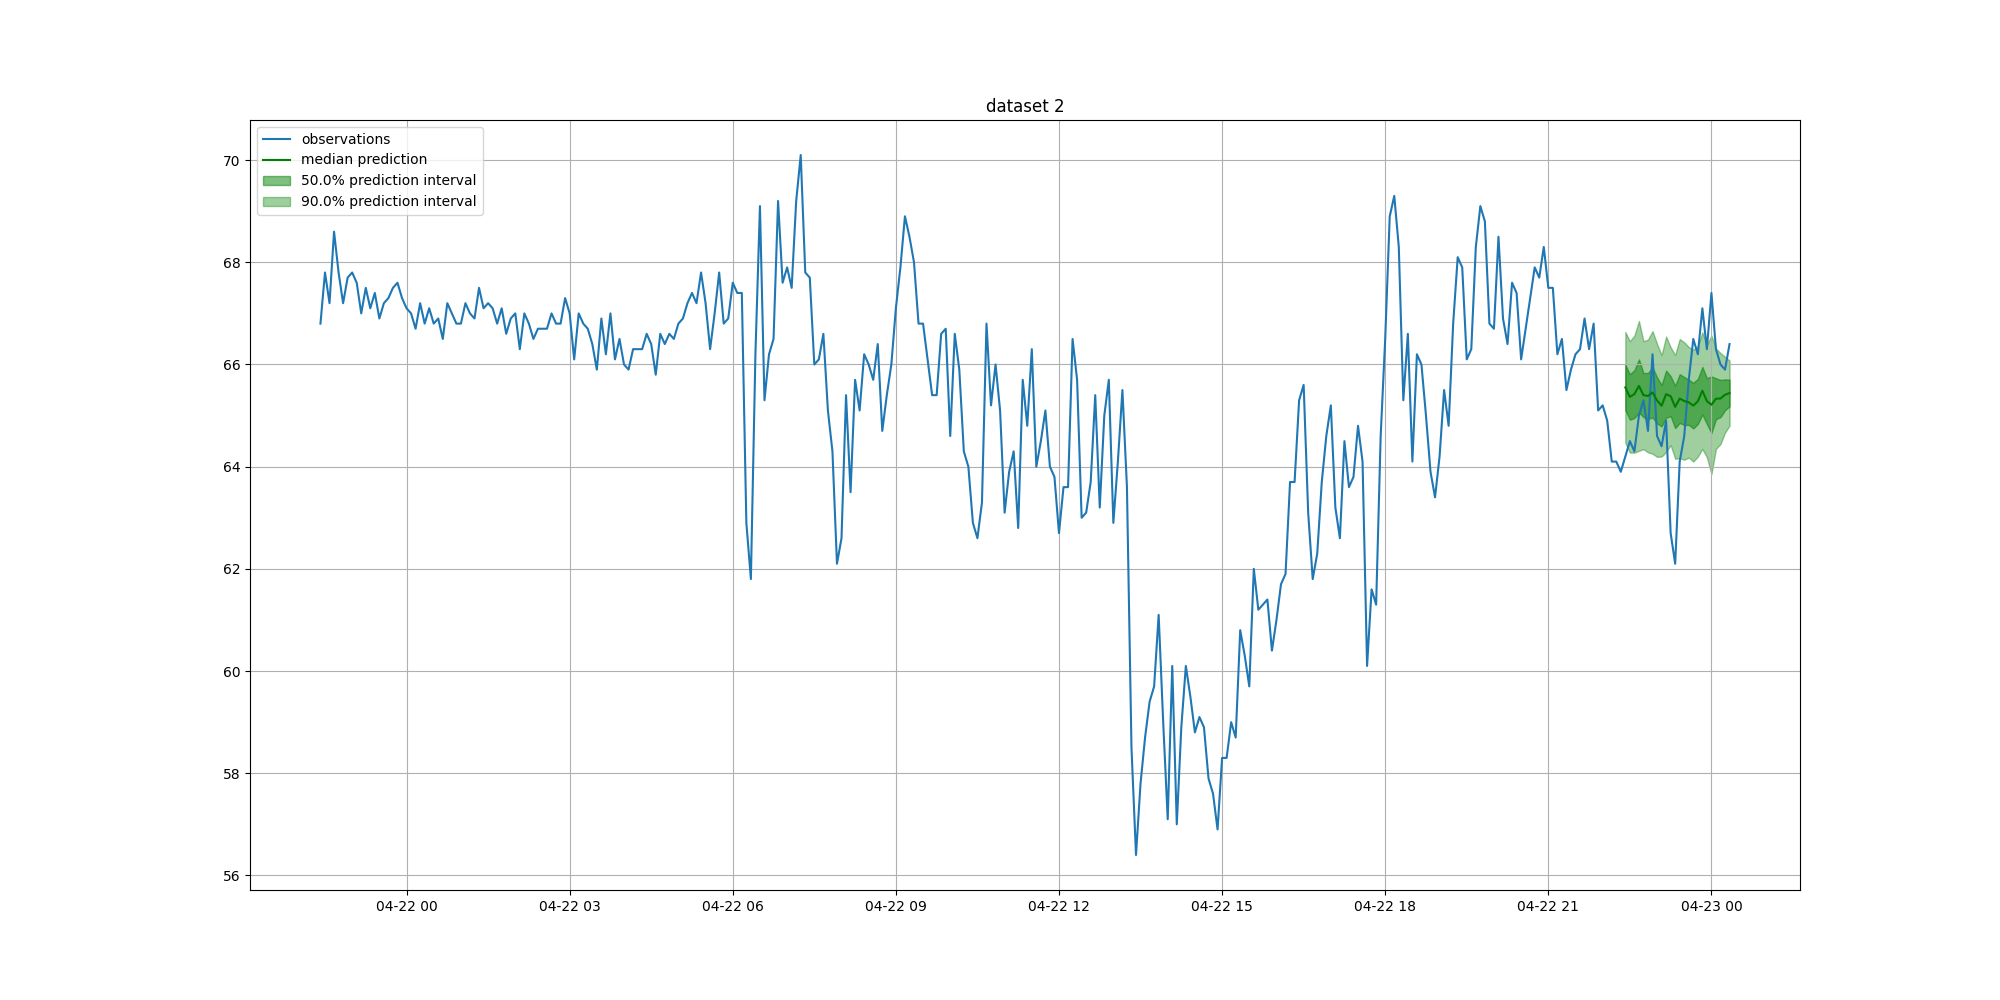 dataset 2
observations
median prediction
50.0% prediction interval
90.0% prediction interval
70
68
66
64
62
60
58
56
04-22 00 04-22 03 04-22 06 04-22 09 04-22 12 04-22 15 04-22 18 04-22 21 04-23 00